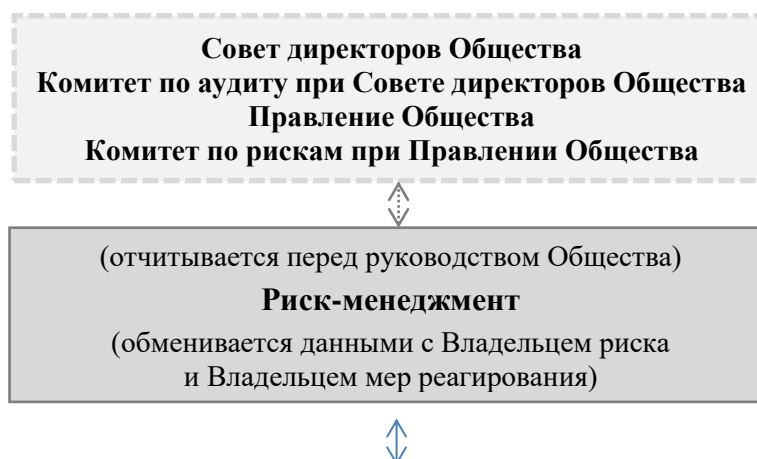 Совет директоров Общества
Комитет по аудиту при Совете директоров Общества
Правление Общества
Комитет по рискам при Правлении Общества
(отчитывается перед руководством Общества)
Риск-менеджмент
(обменивается данными с Владельцем риска
и Владельцем мер реагирования)